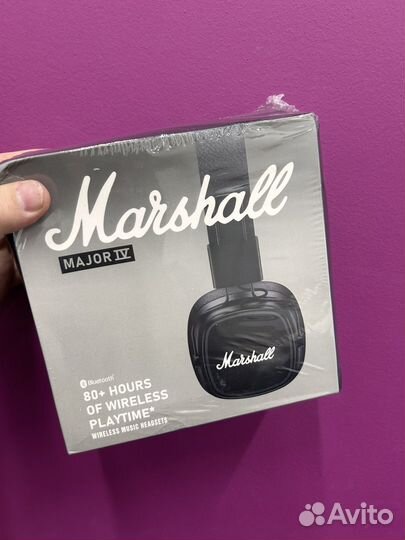 Marshall
MAJOR IV
Bluetooth
80+ HOURS
OF WIRELESS
PLAYTIME*
WIRELESS MUSIC HEADSETS
Marshall
Avito